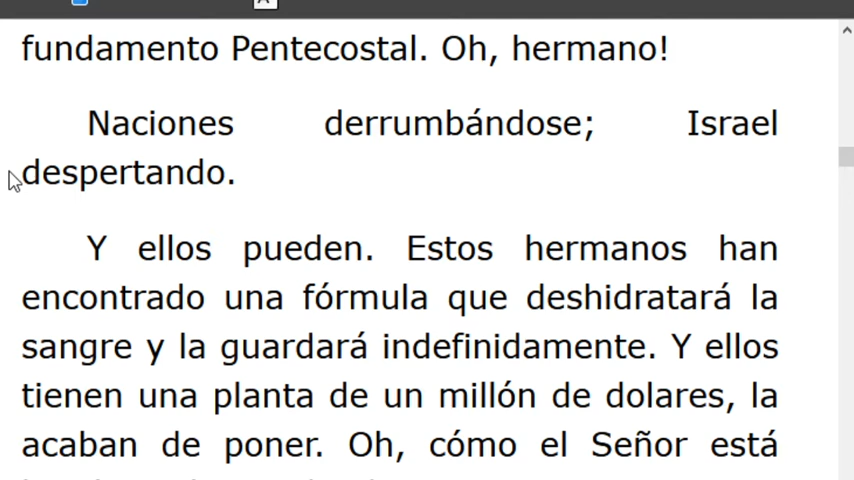 fundamento Pentecostal. Oh, hermano!
Naciones derrumbándose; Israel
despertando.
Y ellos pueden. Estos hermanos han
encontrado una fórmula que deshidratará la
sangre y la guardará indefinidamente. Y ellos
tienen una planta de un millón de dolares, la
acaban de poner. Oh, cómo el Señor está